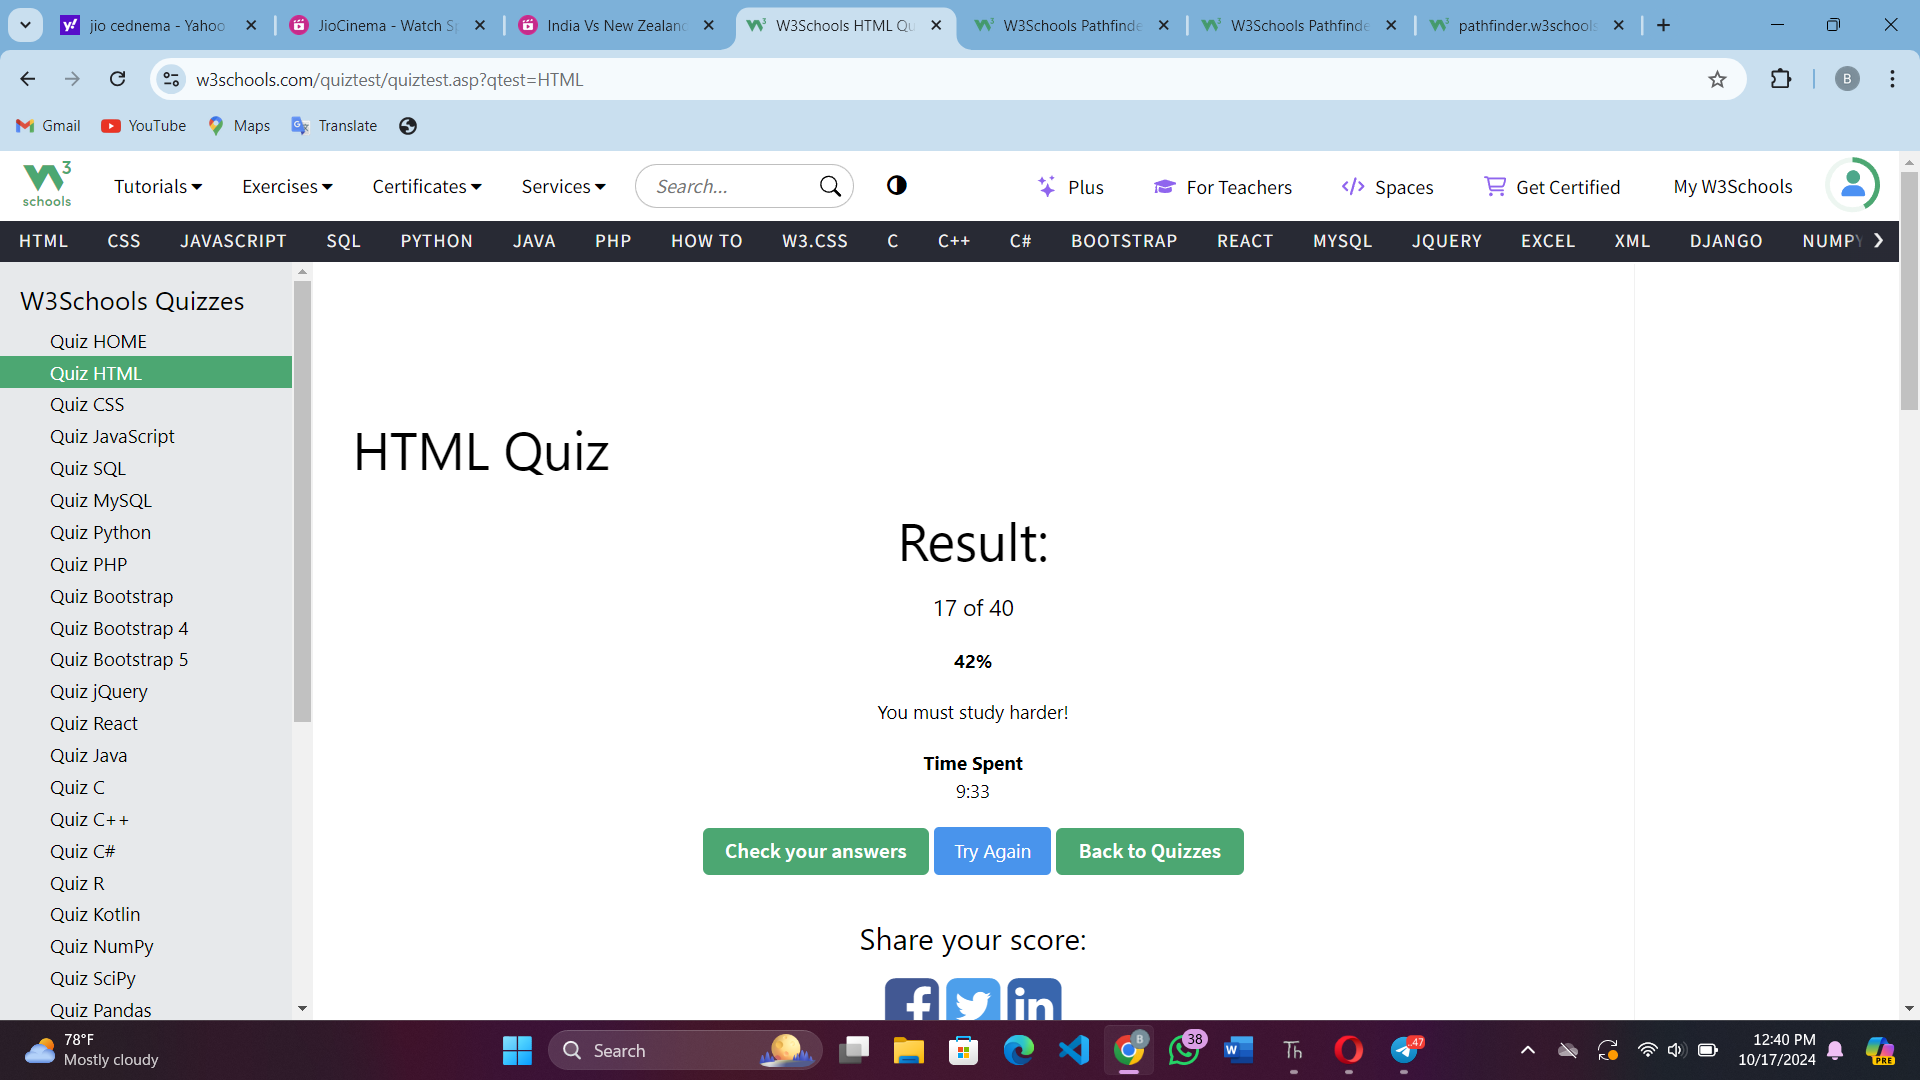 jio cednema - Yahoo
JioCinema - Watch Sp
India Vs New Zealand
W3Schools HTML Qu
W3Schools Pathfinde
W3Schools Pathfinde
pathfinder.w3schools
w3schools.com/quiztest/quiztest.asp?qtest=HTML
B
Gmail
YouTube
Maps
Translate
W3 schools
Tutorials
Exercises
Certificates
Services
Search...
Plus
For Teachers
Spaces
Get Certified
My W3Schools
HTML
CSS
JAVASCRIPT
SQL
PYTHON
JAVA
PHP
HOW TO
W3.CSS
C
C++
C#
BOOTSTRAP
REACT
MYSQL
JQUERY
EXCEL
XML
DJANGO
NUMPY
W3Schools Quizzes
Quiz HOME
Quiz HTML
Quiz CSS
Quiz JavaScript
Quiz SQL
Quiz MySQL
Quiz Python
Quiz PHP
Quiz Bootstrap
Quiz Bootstrap 4
Quiz Bootstrap 5
Quiz jQuery
Quiz React
Quiz Java
Quiz C
Quiz C++
Quiz C#
Quiz R
Quiz Kotlin
Quiz NumPy
Quiz SciPy
Quiz Pandas
HTML Quiz
Result:
17 of 40
42%
You must study harder!
Time Spent
9:33
Check your answers
Try Again
Back to Quizzes
Share your score:
78°F
Mostly cloudy
Search
B
38
Th
47
12:40 PM
10/17/2024
PRE